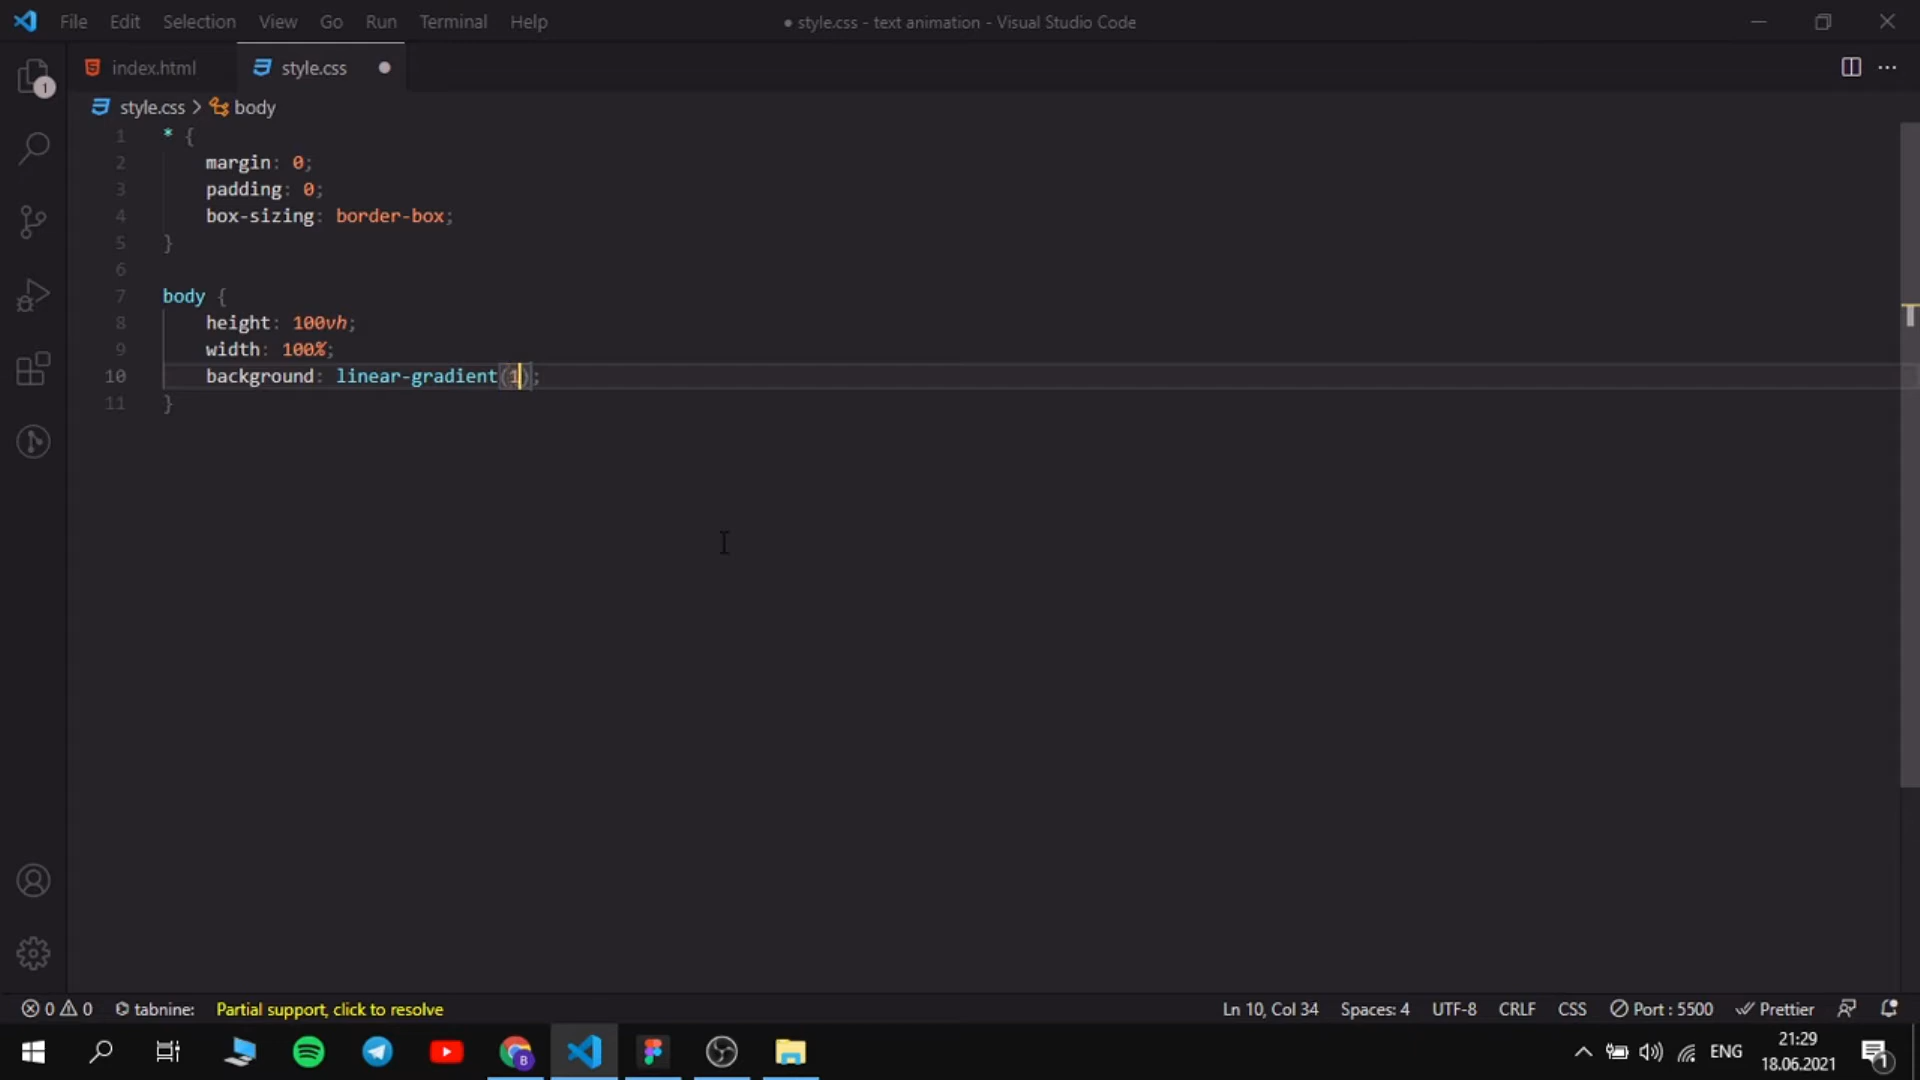 File Edit Selection View Go Run Terminal Help
● style.css - text animation - Visual Studio Code
index.html
style.css ●
1
style.css > body
1 * {
2 margin: 0;
3 padding: 0;
4 box-sizing: border-box;
5 }
6
7 body {
8 height: 100vh;
9 width: 100%;
10 background: linear-gradient(1);
11 }
T
0 0 tabnine: Partial support, click to resolve
Ln 10, Col 34 Spaces: 4 UTF-8 CRLF CSS Port : 5500 Prettier
B
ENG
21:29
18.06.2021
1